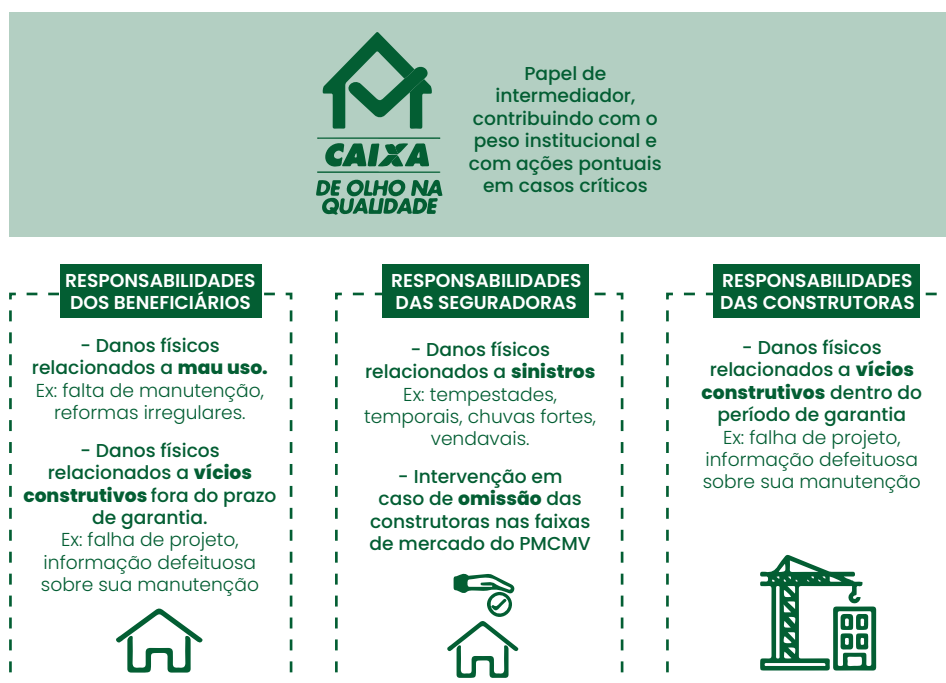 CAIXA
DE OLHO NA
QUALIDADE
Papel de
intermediador,
contribuindo com o
peso institucional e
com ações pontuais
em casos críticos
RESPONSABILIDADES
DOS BENEFICIÁRIOS
- Danos físicos
relacionados a mau uso.
Ex: falta de manutenção,
reformas irregulares.
- Danos físicos
relacionados a vícios
construtivos fora do prazo
de garantia.
Ex: falha de projeto,
informação defeituosa
sobre sua manutenção
RESPONSABILIDADES
DAS SEGURADORAS
- Danos físicos
relacionados a sinistros
Ex: tempestades,
temporais, chuvas fortes,
vendavais.
- Intervenção em
caso de omissão das
construtoras nas faixas
de mercado do PMCMV
RESPONSABILIDADES
DAS CONSTRUTORAS
- Danos físicos
relacionados a vícios
construtivos dentro do
período de garantia
Ex: falha de projeto,
informação defeituosa
sobre sua manutenção